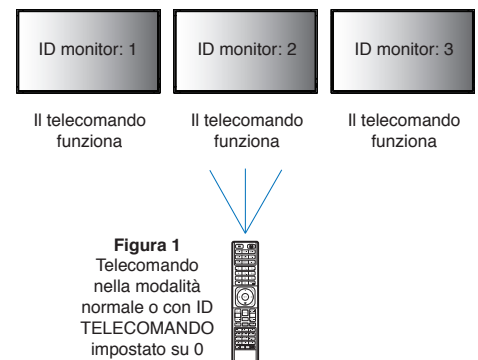 ID monitor: 1
ID monitor: 2
ID monitor: 3
Il telecomando
funziona
Il telecomando
funziona
Il telecomando
funziona
Figura 1
Telecomando
nella modalità
normale o con ID
TELECOMANDO
impostato su 0